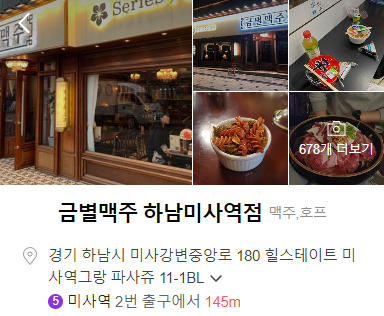 Series
맥주
금별맥주
678개 더보기
금별맥주 하남미사역점 맥주,호프
경기 하남시 미사강변중앙로 180 힐스테이트 미
사역그랑 파사쥬 11-1BL
5 미사역 2번 출구에서 145m